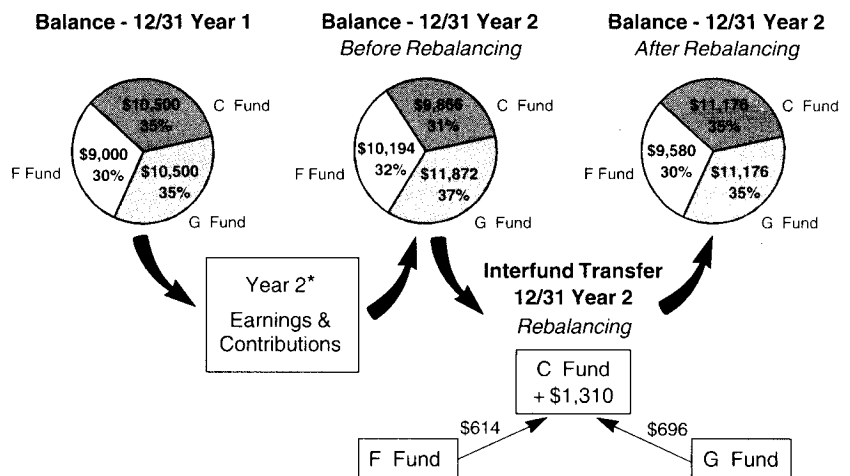 Balance - 12/31 Year 1
$10,500
35%
C Fund
$9,000
30%
F Fund
$10,500
35%
G Fund
Balance - 12/31 Year 2
Before Rebalancing
$9,866
31%
C Fund
$10,194
32%
F Fund
$11,872
37%
G Fund
Balance - 12/31 Year 2
After Rebalancing
$11,176
35%
C Fund
$9,580
30%
F Fund
$11,176
35%
G Fund
Year 2*
Earnings &
Contributions
Interfund Transfer
12/31 Year 2
Rebalancing
C Fund
+ $1,310
$614
$696
F Fund
G Fund